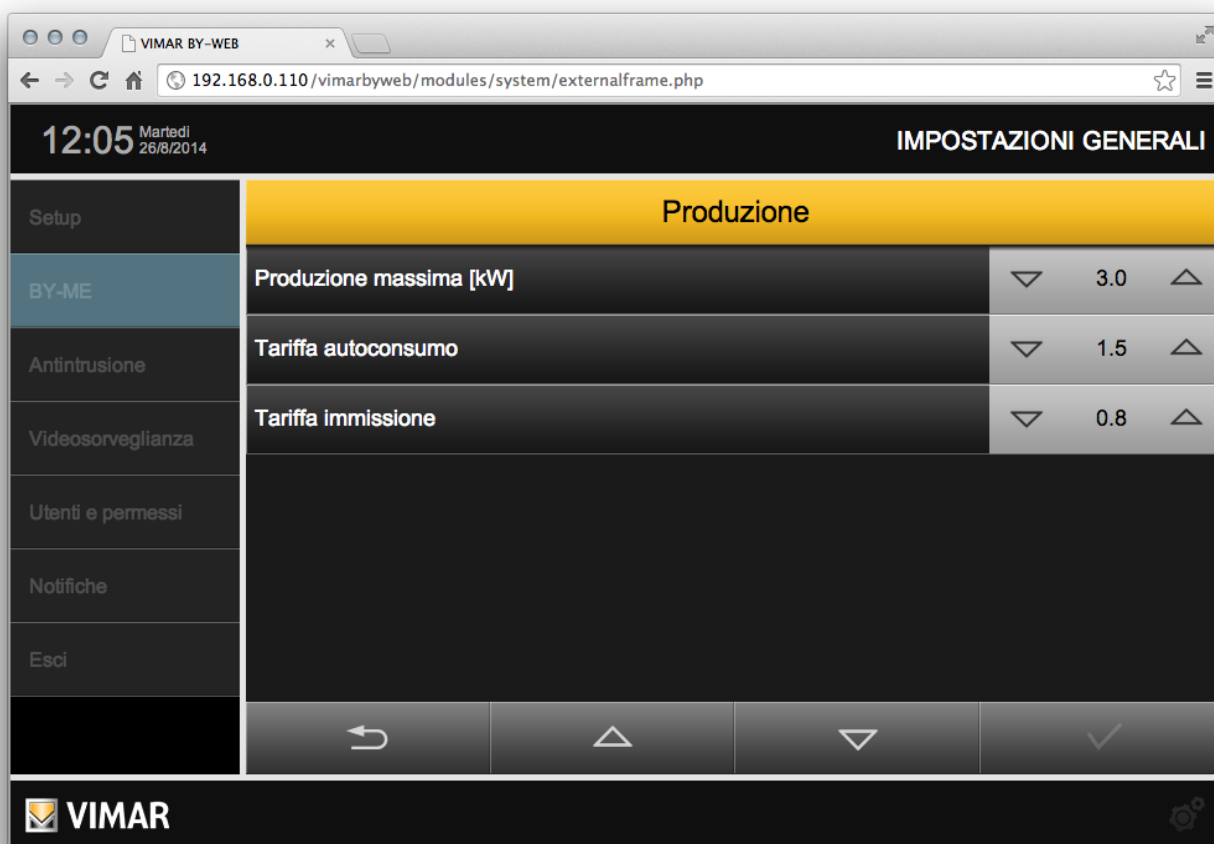 VIMAR BY-WEB
192.168.0.110/vimarbyweb/modules/system/externalframe.php
12:05 Martedi
26/8/2014
IMPOSTAZIONI GENERALI
Setup
BY-ME
Antintrusione
Videosorveglianza
Utenti e permessi
Notifiche
Esci
Produzione
Produzione massima [kW] 3.0
Tariffa autoconsumo 1.5
Tariffa immissione 0.8
VIMAR